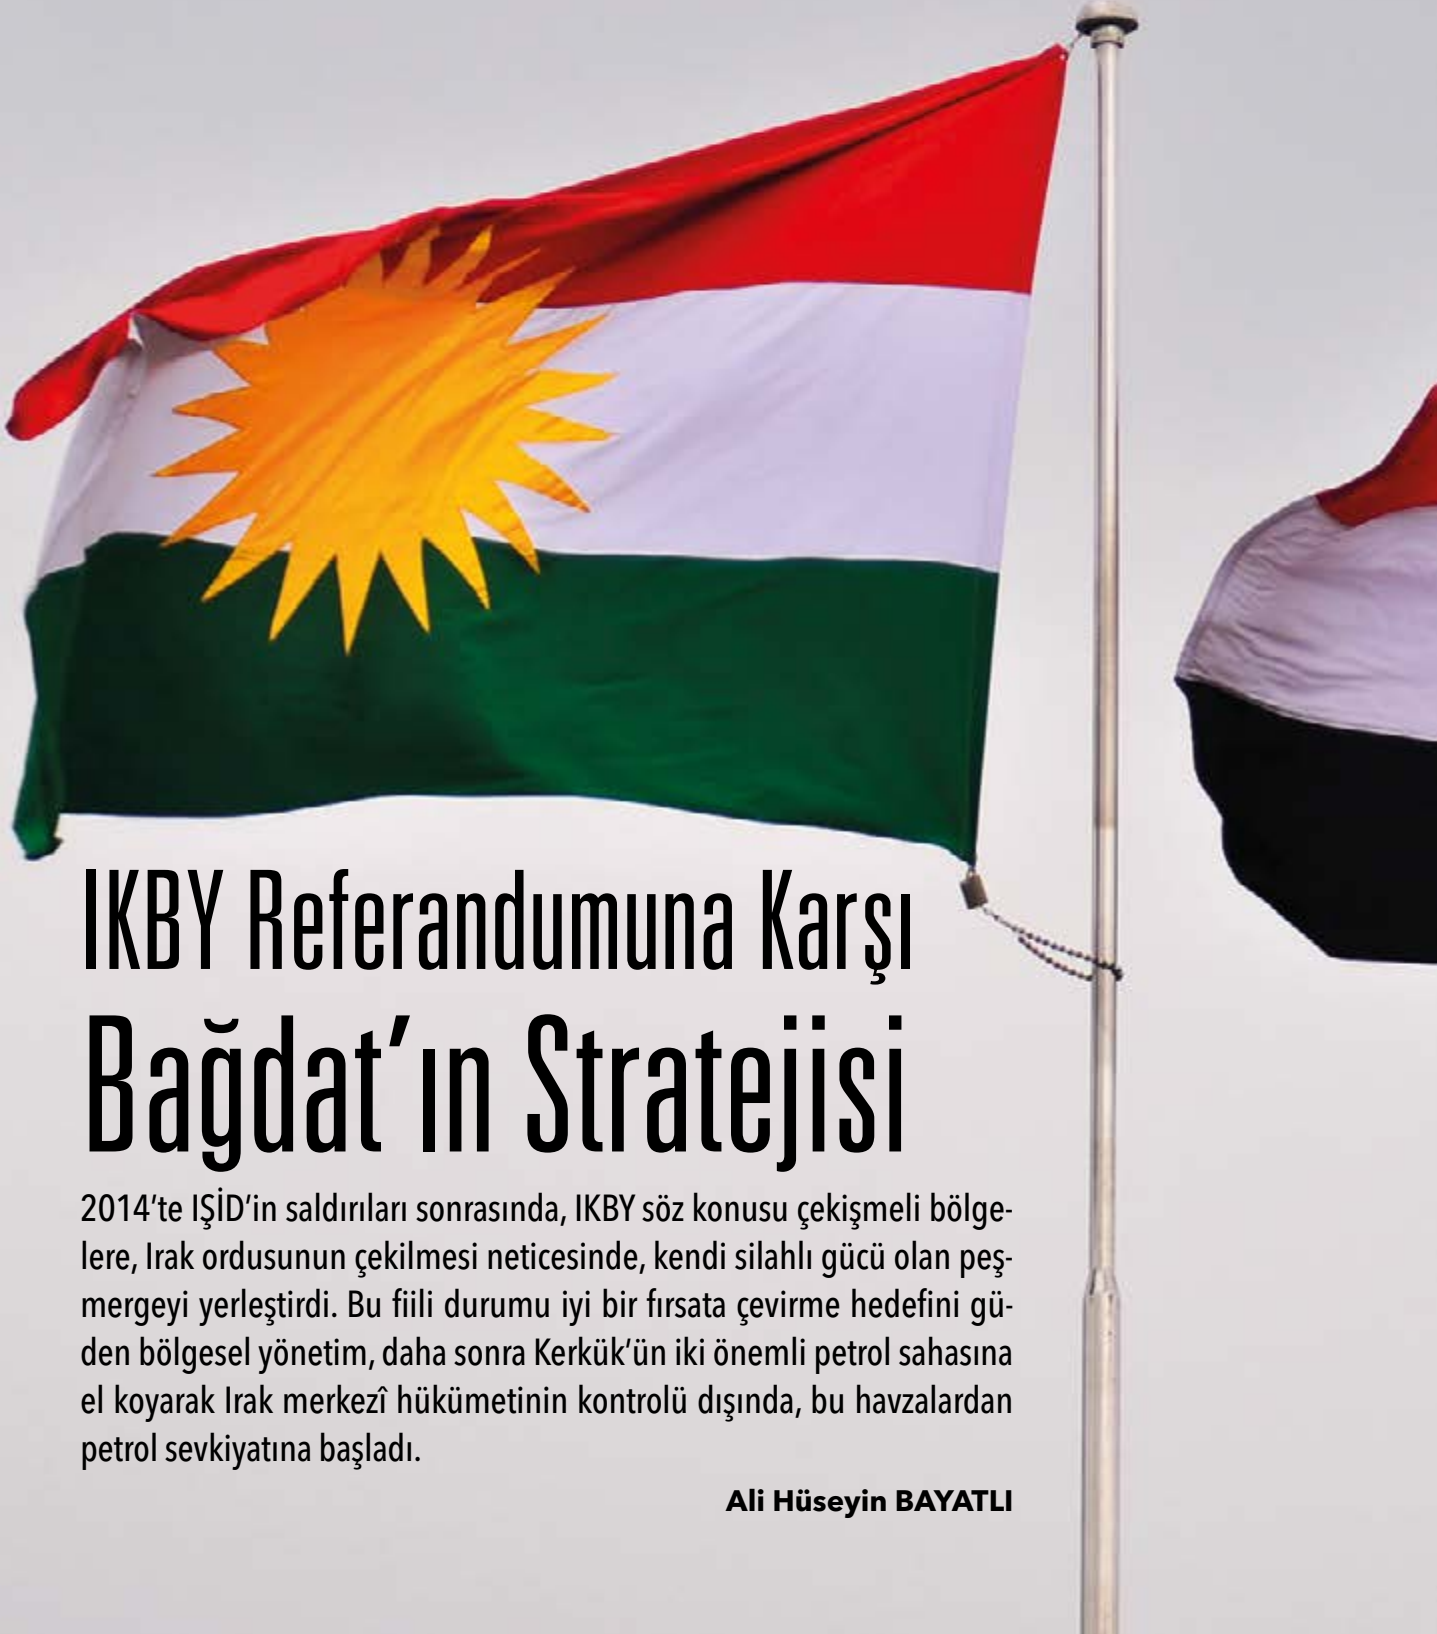 IKBY Referandumuna Karşı
Bağdat’ın Stratejisi
2014’te IŞİD’in saldırıları sonrasında, IKBY söz konusu çekişmeli bölge-
lere, Irak ordusunun çekilmesi neticesinde, kendi silahlı gücü olan peş-
mergeyi yerleştirdi. Bu fiili durumu iyi bir fırsata çevirme hedefini gü-
den bölgesel yönetim, daha sonra Kerkük’ün iki önemli petrol sahasına
el koyarak Irak merkezî hükümetinin kontrolü dışında, bu havzalardan
petrol sevkiyatına başladı.
Ali Hüseyin BAYATLI